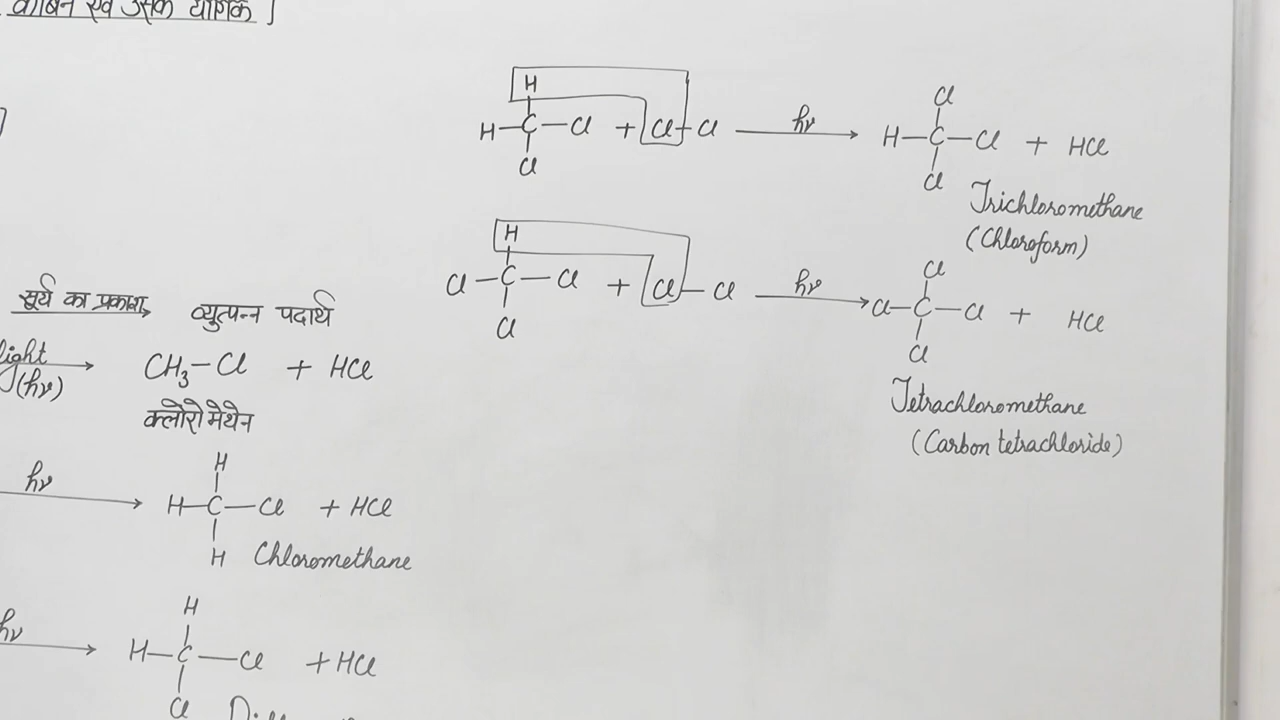 कार्बन एवं उसके यौगिक ]
सूर्य का प्रकाश, व्युत्पन्न पदार्थ
light
(hν)
CH₃—Cl + HCl
क्लोरो मेथेन
hν
H
H—C—Cl + HCl
H Chloromethane
hν
H
H—C—Cl + HCl
Cl
H
H—C—Cl + Cl—Cl
Cl
hν
Cl
H—C—Cl + HCl
Cl
Trichloromethane
(Chloroform)
H
Cl—C—Cl + Cl—Cl
Cl
hν
Cl
Cl—C—Cl + HCl
Cl
Tetrachloromethane
(Carbon tetrachloride)